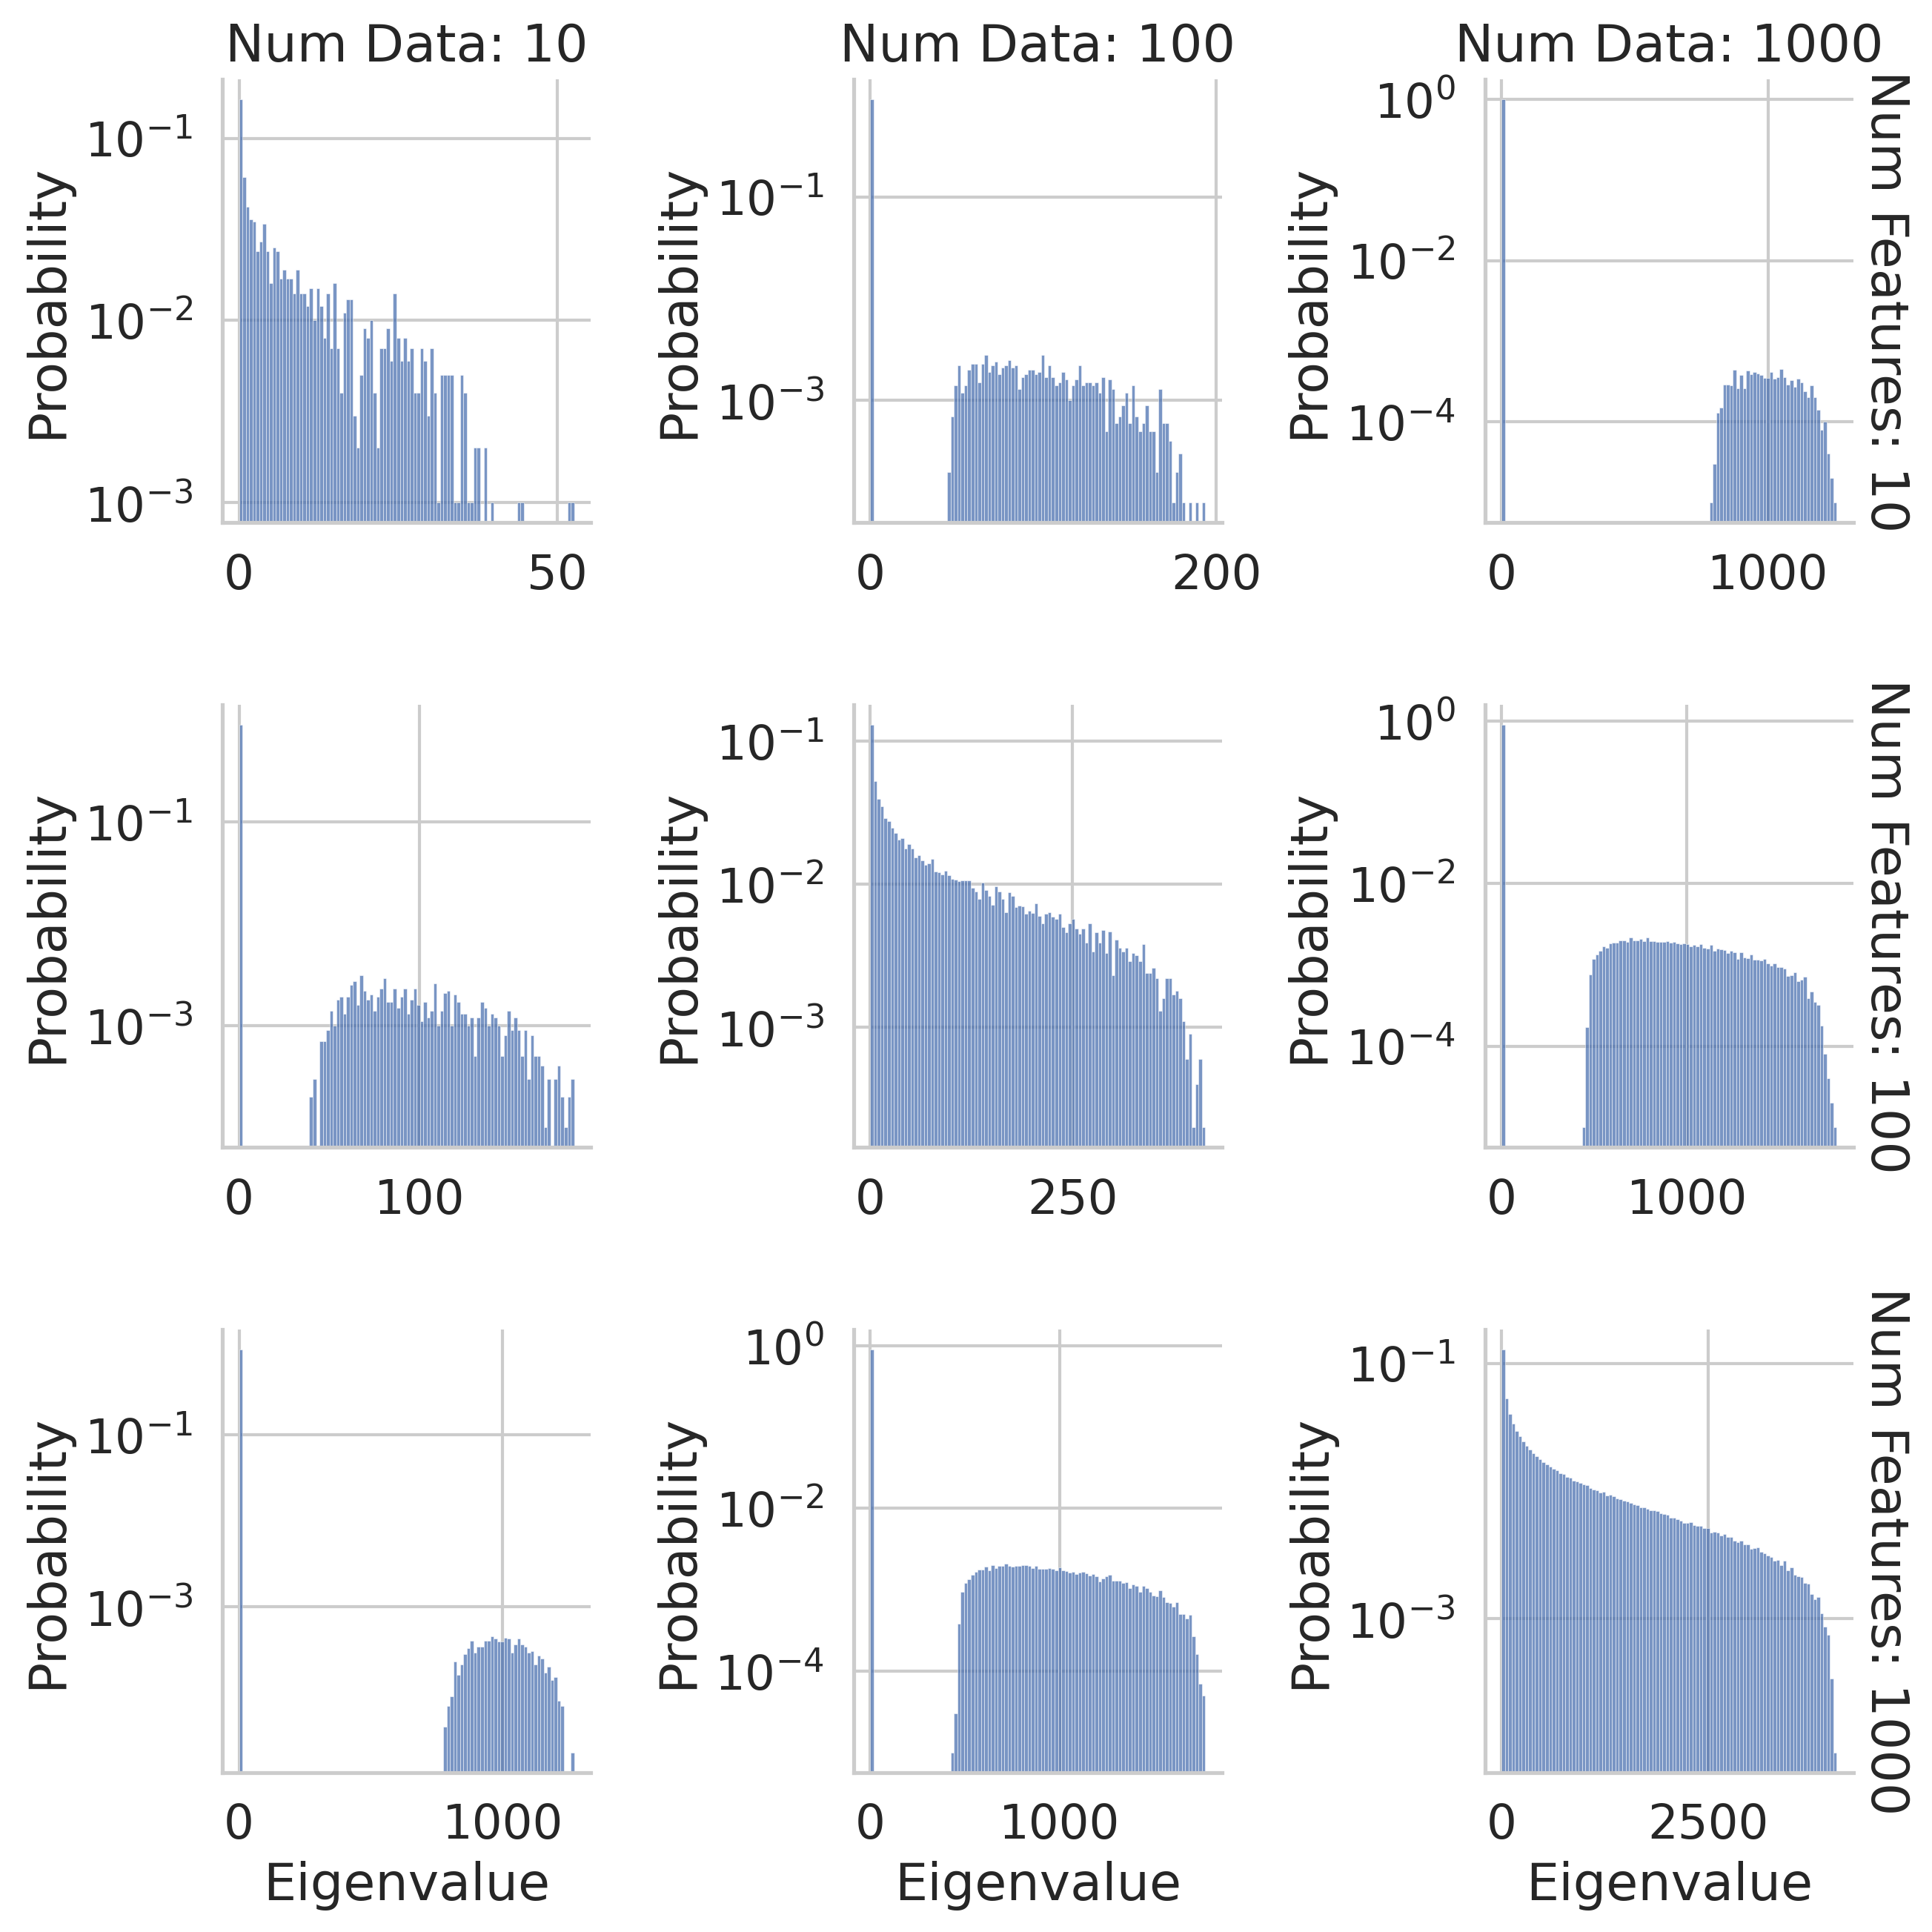 Num Data: 10
Num Data: 100
Num Data: 1000
Probability
10⁻¹
10⁻²
10⁻³
0 50
Probability
10⁻¹
10⁻³
0 200
Probability
10⁰
10⁻²
10⁻⁴
0 1000
Num Features: 10
Probability
10⁻¹
10⁻³
0 100
Probability
10⁻¹
10⁻²
10⁻³
0 250
Probability
10⁰
10⁻²
10⁻⁴
0 1000
Num Features: 100
Probability
10⁻¹
10⁻³
0 1000
Eigenvalue
Probability
10⁰
10⁻²
10⁻⁴
0 1000
Eigenvalue
Probability
10⁻¹
10⁻³
0 2500
Eigenvalue
Num Features: 1000